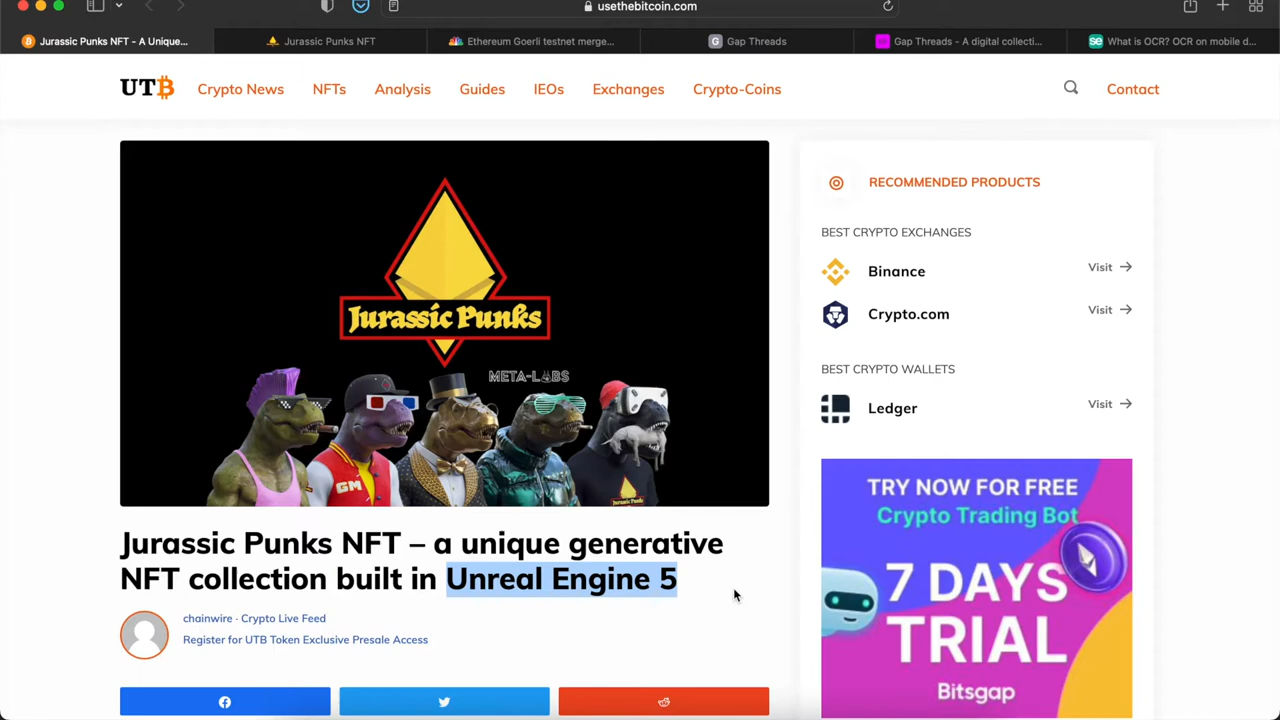 usethebitcoin.com
Jurassic Punks NFT - A Unique...
Jurassic Punks NFT
Ethereum Goerli testnet merge...
G Gap Threads
Gap Threads - A digital collecti...
se What is OCR? OCR on mobile d...
UTB
Crypto News
NFTs
Analysis
Guides
IEOs
Exchanges
Crypto-Coins
Contact
Jurassic Punks
META-LABS
GM
Jurassic Punks NFT – a unique generative
NFT collection built in Unreal Engine 5
chainwire · Crypto Live Feed
Register for UTB Token Exclusive Presale Access
RECOMMENDED PRODUCTS
BEST CRYPTO EXCHANGES
Binance
Visit
Crypto.com
Visit
BEST CRYPTO WALLETS
Ledger
Visit
TRY NOW FOR FREE
Crypto Trading Bot
7 DAYS
TRIAL
Bitsgap